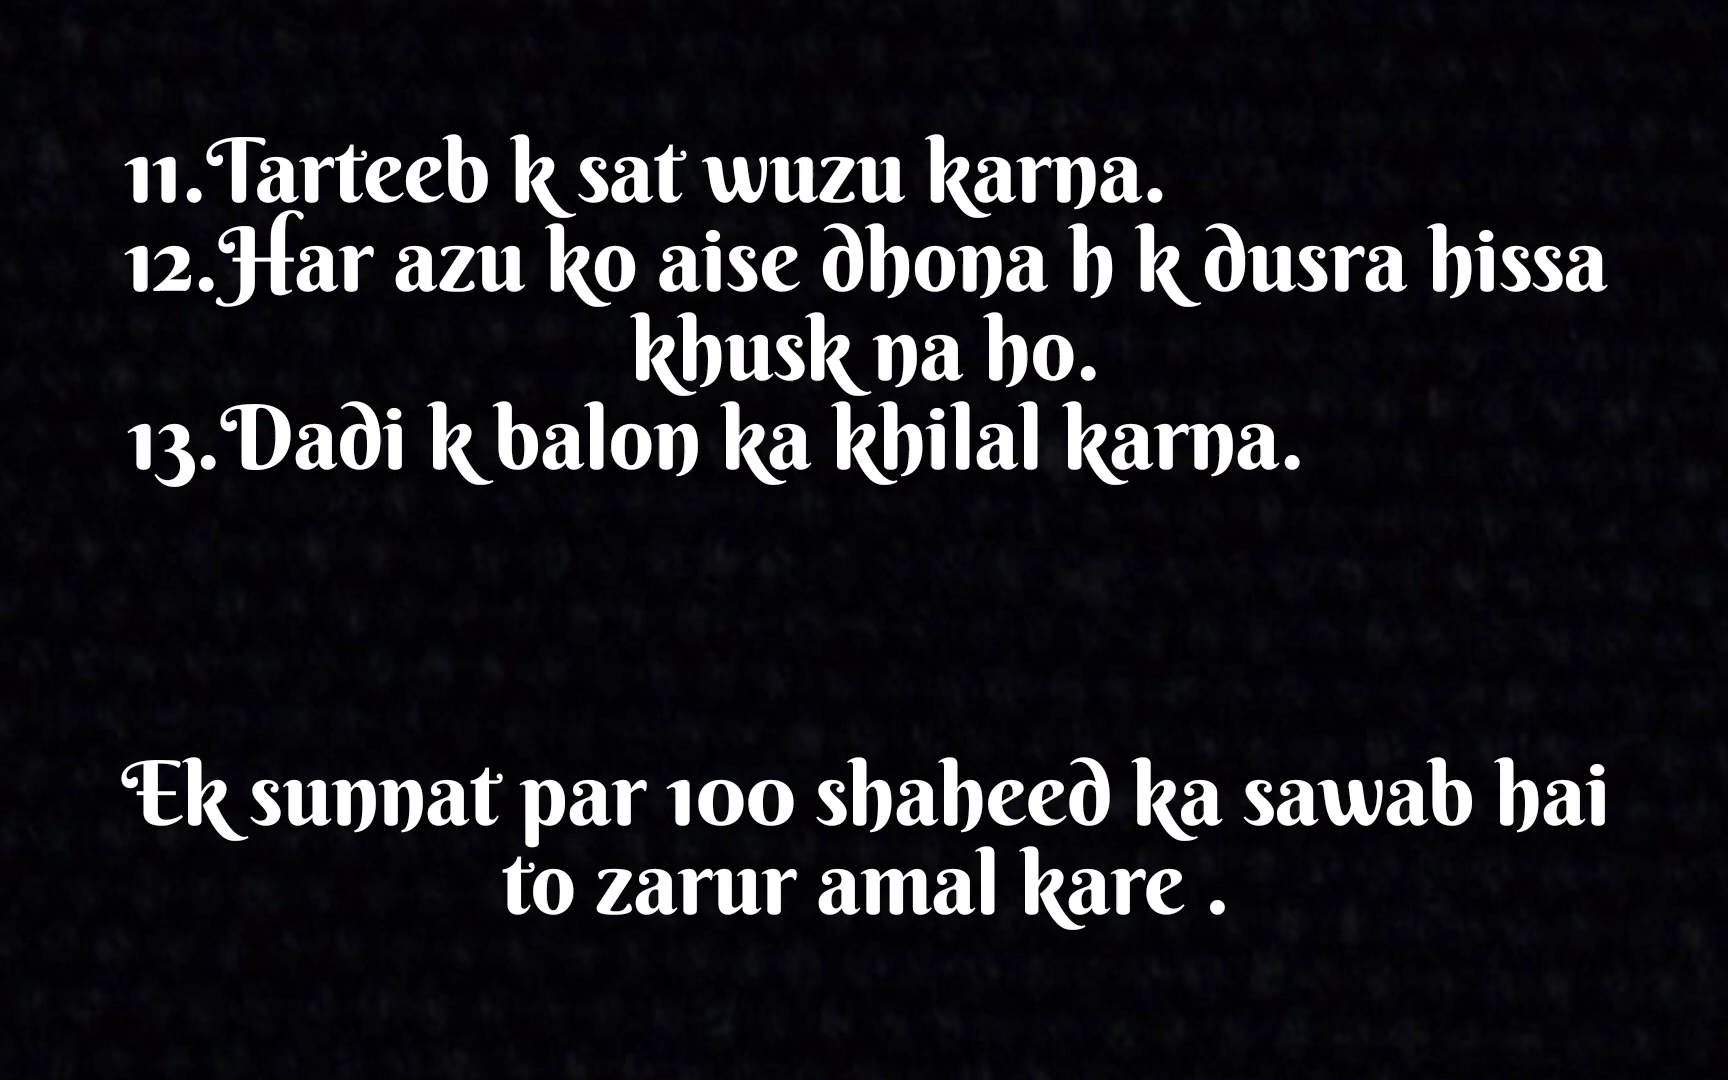 11.Tarteeb k sat wuzu karna.
12.Har azu ko aise dhona h k dusra hissa
khusk na ho.
13.Dadi k balon ka khilal karna.
Ek sunnat par 100 shaheed ka sawab hai
to zarur amal kare .